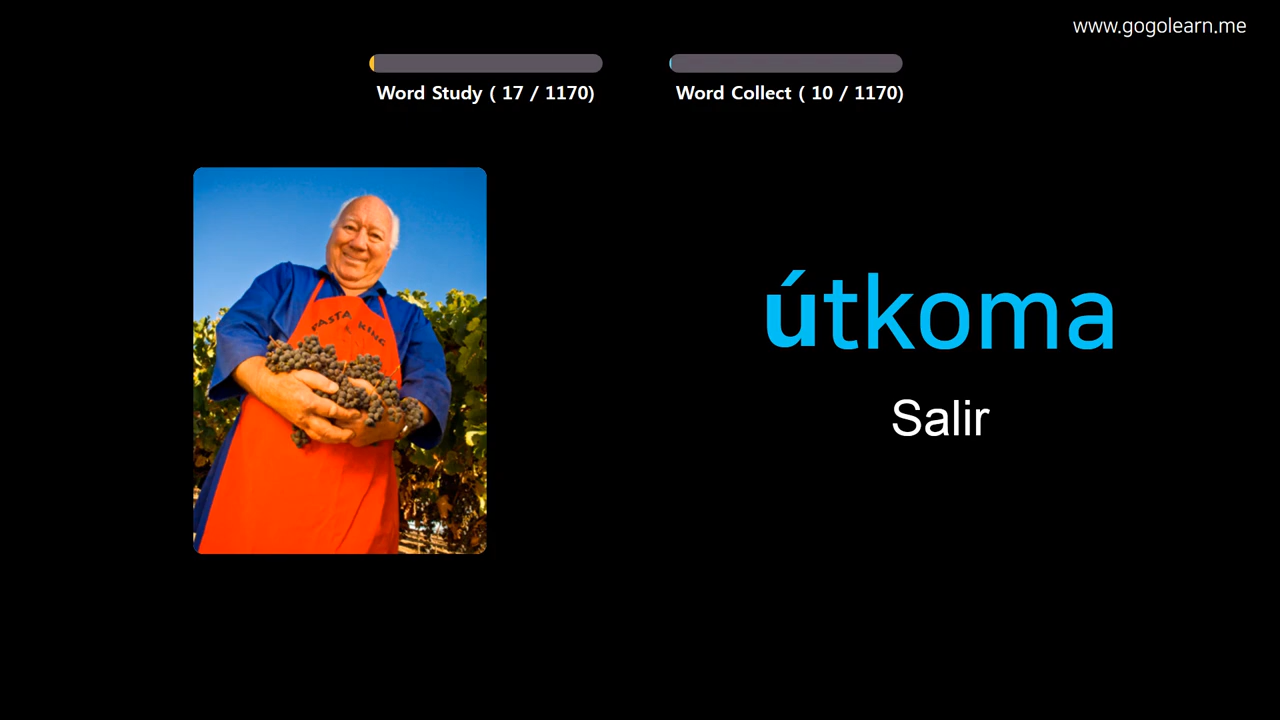 www.gogolearn.me
Word Study ( 17 / 1170)
Word Collect ( 10 / 1170)
PASTA KING
útkoma
Salir